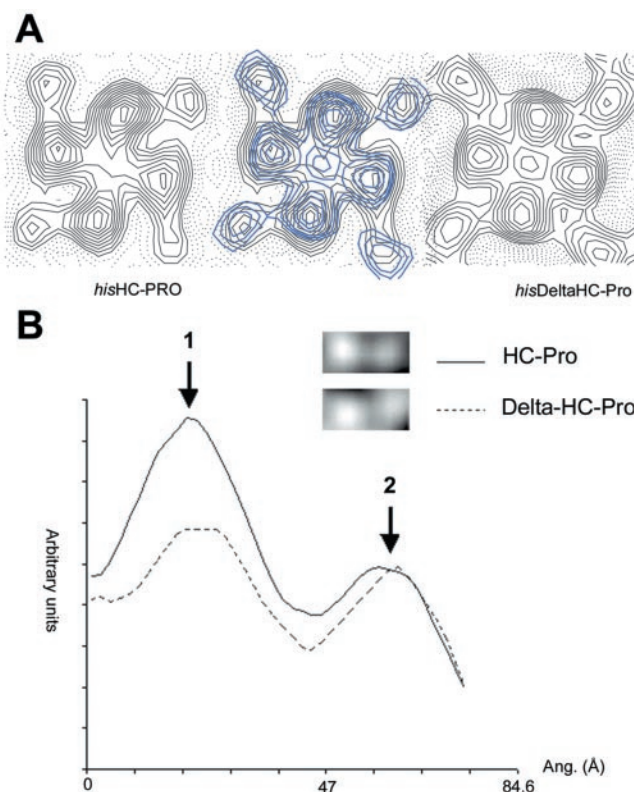 A
hisHC-PRO
hisDeltaHC-Pro
B
1
HC-Pro
Delta-HC-Pro
2
Arbitrary units
Ang. (Å)
0
47
84.6